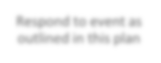 Respond to event as
outlined in this plan